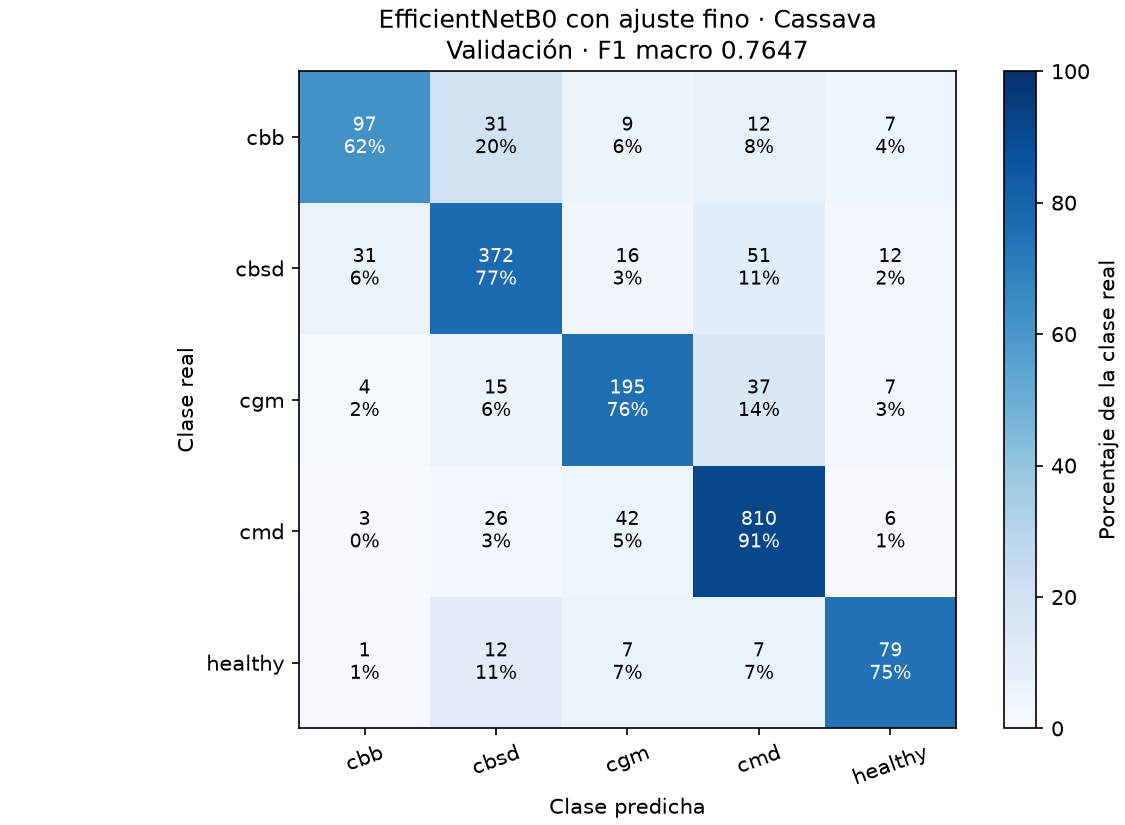 EfficientNetB0 con ajuste fino · Cassava
Validación · F1 macro 0.7647
Clase real
cbb
97 31 9 12 7
62% 20% 6% 8% 4%
cbsd
31 372 16 51 12
6% 77% 3% 11% 2%
cgm
4 15 195 37 7
2% 6% 76% 14% 3%
cmd
3 26 42 810 6
0% 3% 5% 91% 1%
healthy
1 12 7 7 79
1% 11% 7% 7% 75%
cbb cbsd cgm cmd healthy
Clase predicha
100
80
60
40
20
0
Porcentaje de la clase real